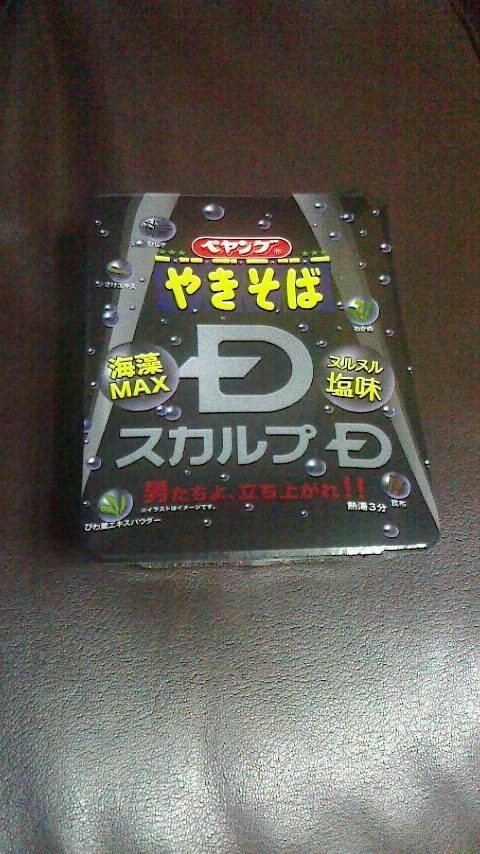 ペヤング
やきそば
ひじき
わかめ
海藻
MAX
ヌルヌル
塩味
D
スカルプD
男たちよ、立ち上がれ!!
※イラストはイメージです。
熱湯3分
昆布
びわ葉エキスパウダー